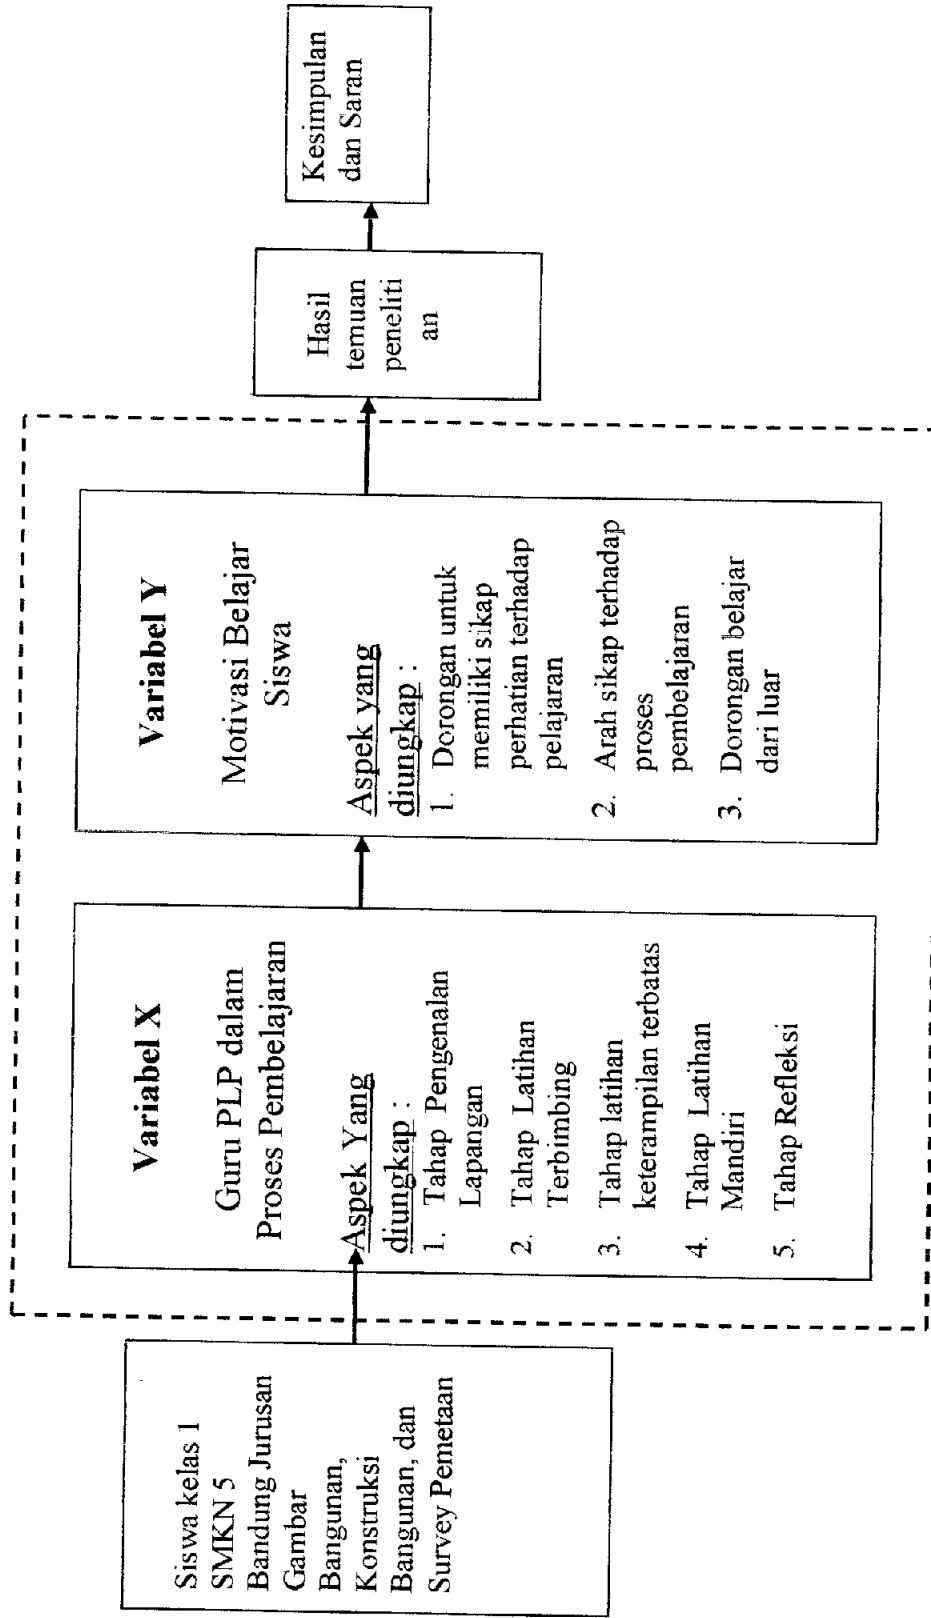 Siswa kelas 1
SMKN 5
Bandung Jurusan
Gambar
Bangunan,
Konstruksi
Bangunan, dan
Survey Pemetaan
Variabel X
Guru PLP dalam
Proses Pembelajaran
Aspek Yang
diungkap :
1. Tahap Pengenalan
Lapangan
2. Tahap Latihan
Terbimbing
3. Tahap latihan
keterampilan terbatas
4. Tahap Latihan
Mandiri
5. Tahap Refleksi
Variabel Y
Motivasi Belajar
Siswa
Aspek yang
diungkap :
1. Dorongan untuk
memiliki sikap
perhatian terhadap
pelajaran
2. Arah sikap terhadap
proses
pembelajaran
3. Dorongan belajar
dari luar
Hasil
temuan
peneliti
an
Kesimpulan
dan Saran